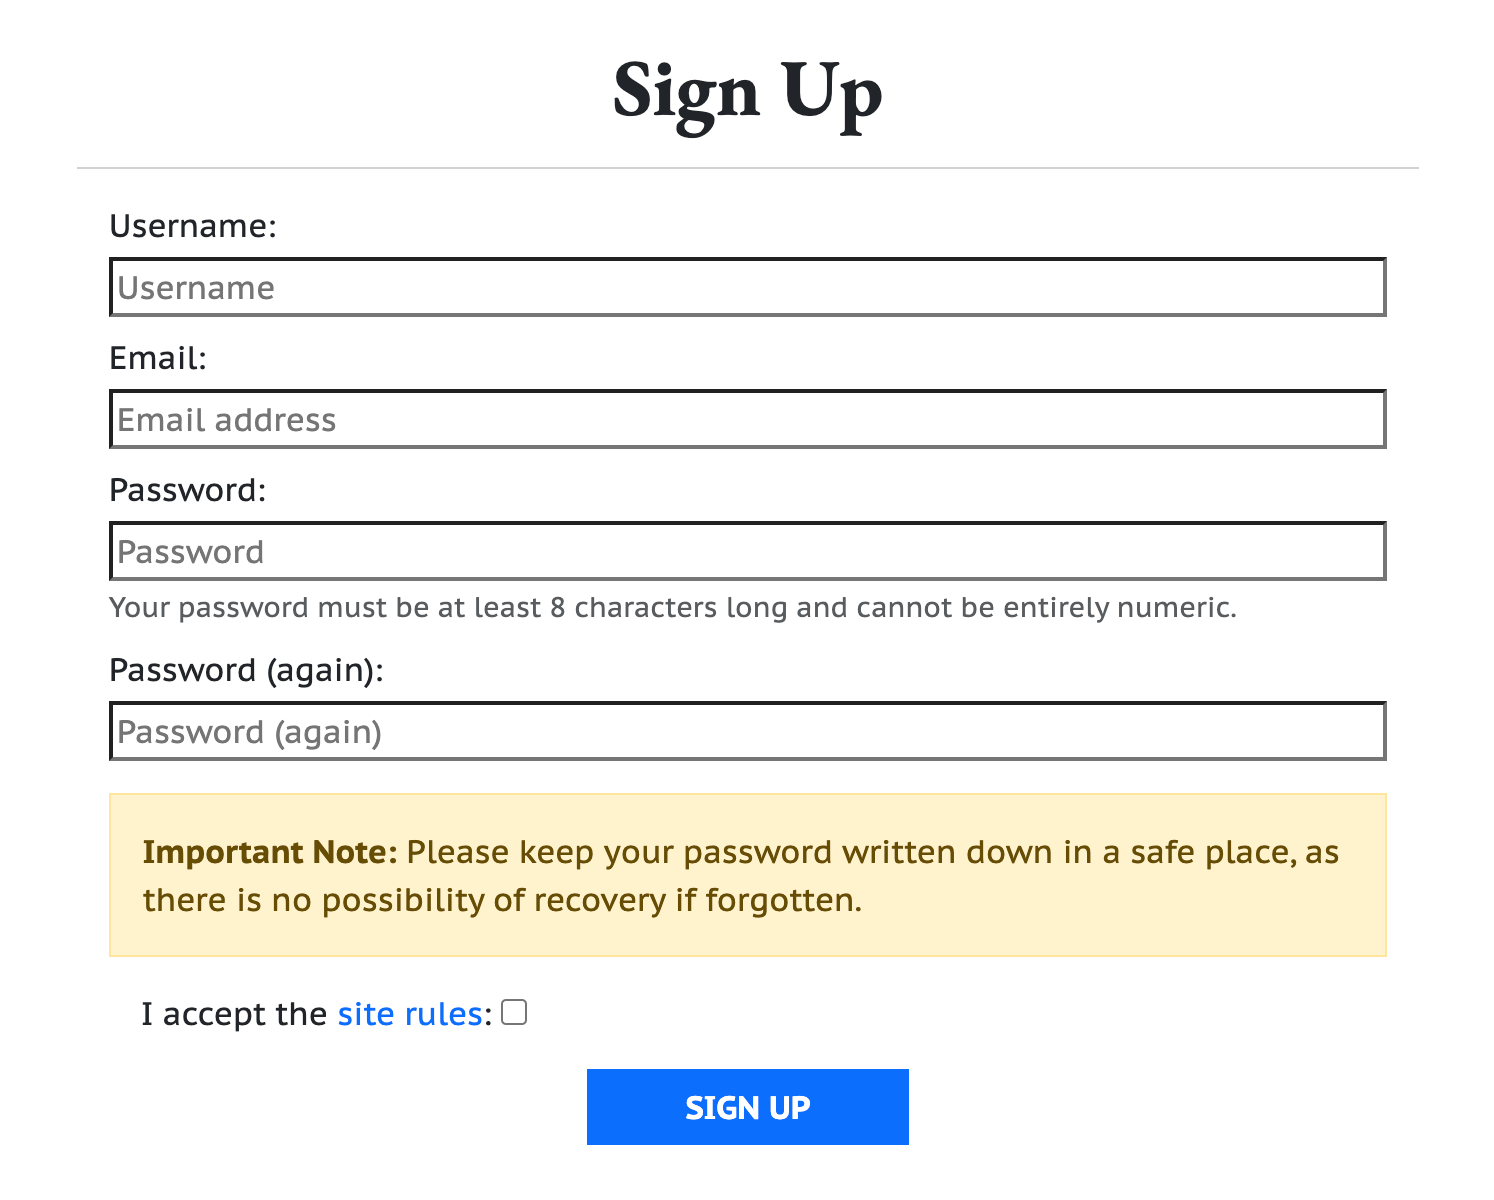 Sign Up
Username:
Username
Email:
Email address
Password:
Password
Your password must be at least 8 characters long and cannot be entirely numeric.
Password (again):
Password (again)
Important Note: Please keep your password written down in a safe place, as
there is no possibility of recovery if forgotten.
I accept the site rules:
SIGN UP